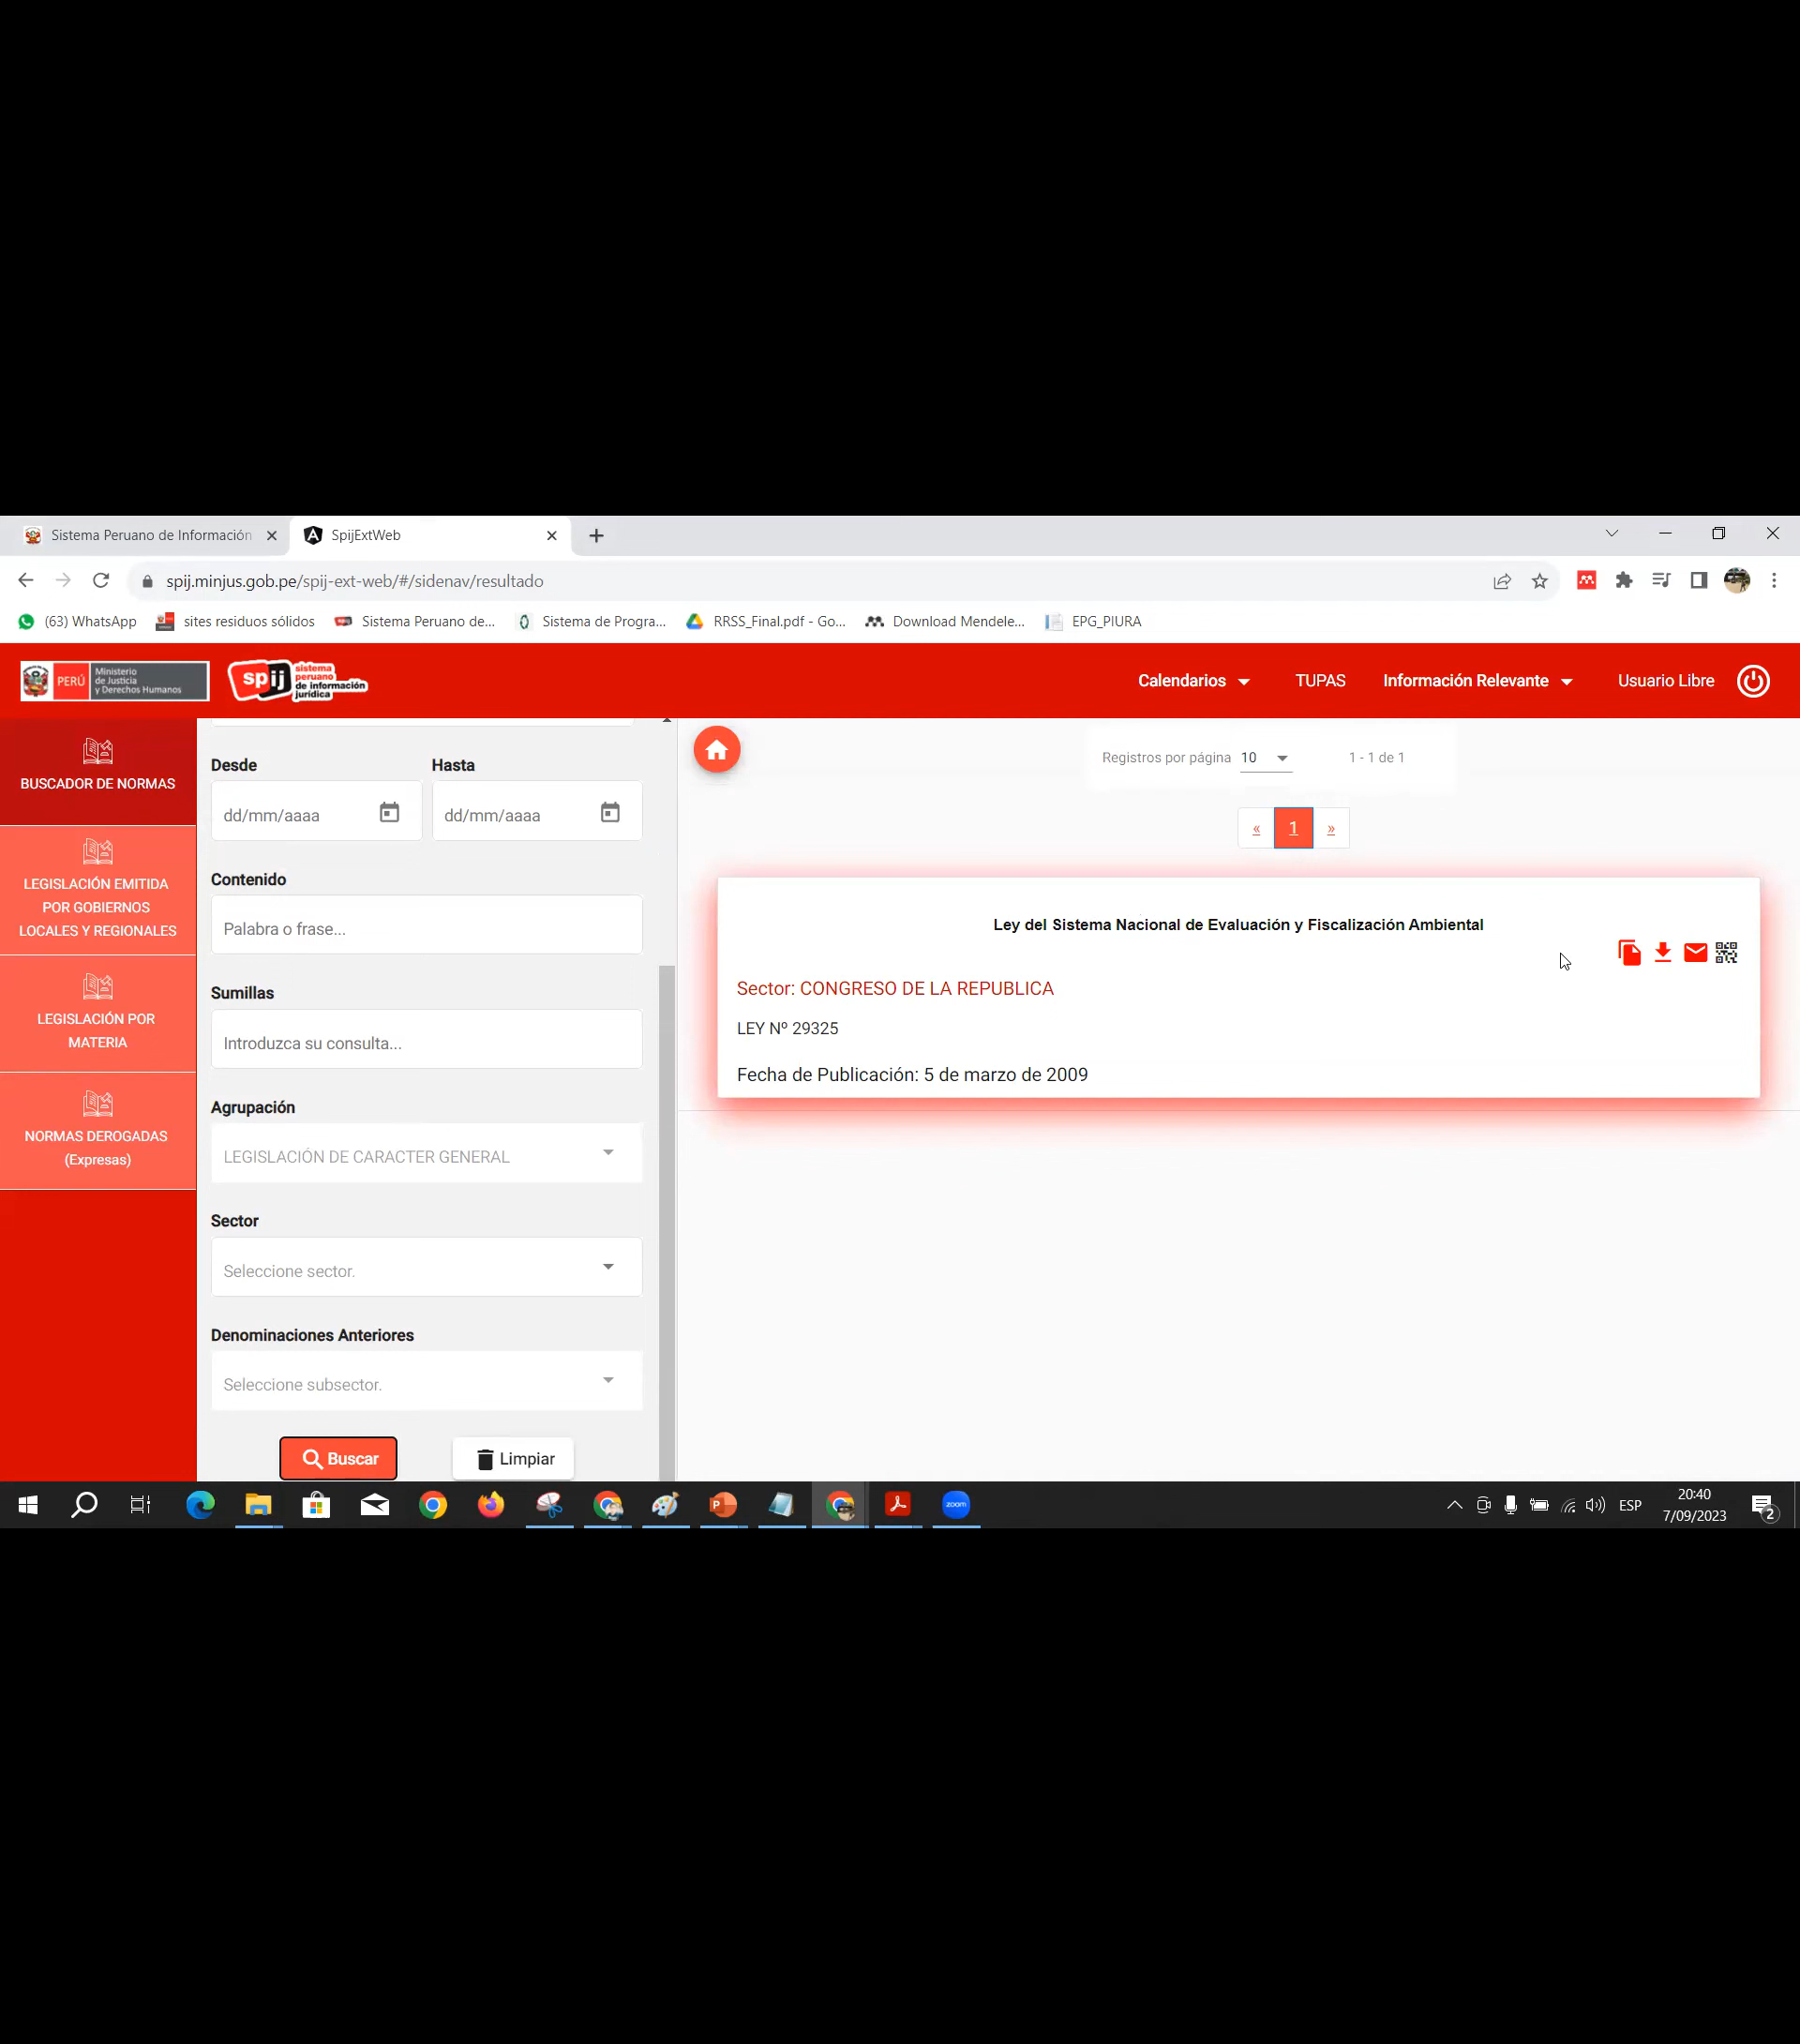 Sistema Peruano de Información
SpijExtWeb
spij.minjus.gob.pe/spij-ext-web/#/sidenav/resultado
(63) WhatsApp
sites residuos sólidos
Sistema Peruano de...
Sistema de Progra...
RRSS_Final.pdf - Go...
Download Mendele...
EPG_PIURA
PERÚ
Ministerio
de Justicia
y Derechos Humanos
spij
sistema
peruano
de información
jurídica
Calendarios
TUPAS
Información Relevante
Usuario Libre
BUSCADOR DE NORMAS
LEGISLACIÓN EMITIDA
POR GOBIERNOS
LOCALES Y REGIONALES
LEGISLACIÓN POR
MATERIA
NORMAS DEROGADAS
(Expresas)
Desde
Hasta
dd/mm/aaaa
dd/mm/aaaa
Contenido
Palabra o frase...
Sumillas
Introduzca su consulta...
Agrupación
LEGISLACIÓN DE CARACTER GENERAL
Sector
Seleccione sector.
Denominaciones Anteriores
Seleccione subsector.
Buscar
Limpiar
Registros por página 10
1 - 1 de 1
« 1 »
Ley del Sistema Nacional de Evaluación y Fiscalización Ambiental
Sector: CONGRESO DE LA REPUBLICA
LEY Nº 29325
Fecha de Publicación: 5 de marzo de 2009
zoom
ESP
20:40
7/09/2023
2